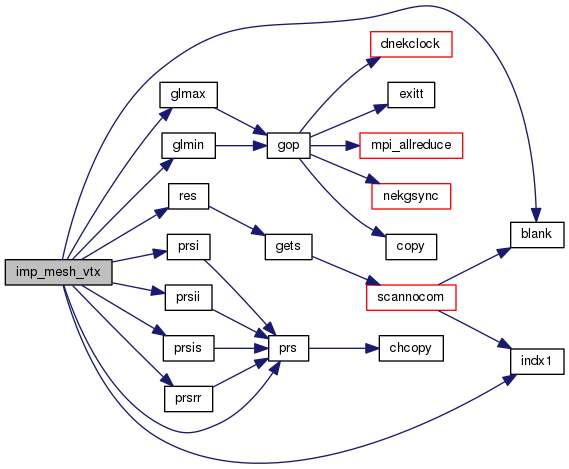 dnekclock
glmax
exitt
glmin
gop
mpi_allreduce
res
nekgsync
blank
prsi
gets
copy
imp_mesh_vtx
prsii
scannocom
prsis
prs
chcopy
indx1
prsrr